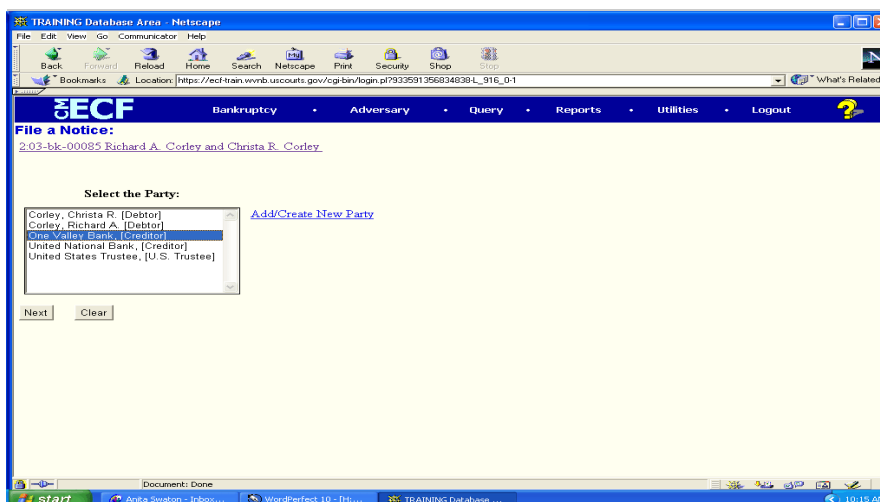 TRAINING Database Area - Netscape
File Edit View Go Communicator Help
Back Forward Reload Home Search Netscape Print Security Shop Stop
Bookmarks Location: https://ecf-train.wvnb.uscourts.gov/cgi-bin/login.pl?933591356834838-L_916_0-1 What's Related
CM ECF Bankruptcy • Adversary • Query • Reports • Utilities • Logout ?
File a Notice:
2:03-bk-00085 Richard A. Corley and Christa R. Corley
Select the Party:
Corley, Christa R. [Debtor] Add/Create New Party
Corley, Richard A. [Debtor]
One Valley Bank, [Creditor]
United National Bank, [Creditor]
United States Trustee, [U.S. Trustee]
Next Clear
Document: Done
start Anita Swaton - Inbox... WordPerfect 10 - [H:... TRAINING Database ... 10:15 AM